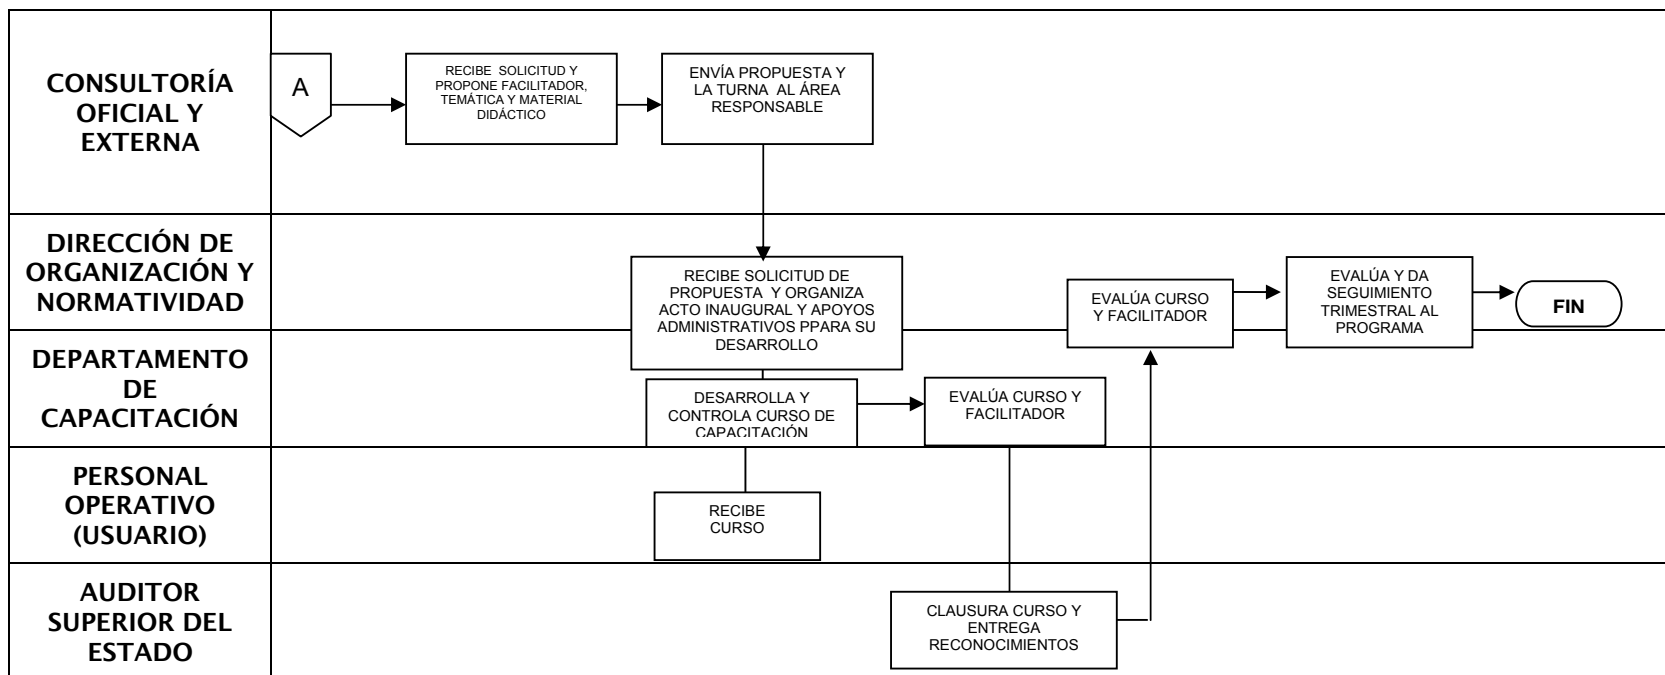 CONSULTORÍA
OFICIAL Y
EXTERNA
A
RECIBE SOLICITUD Y
PROPONE FACILITADOR,
TEMÁTICA Y MATERIAL
DIDÁCTICO
ENVÍA PROPUESTA Y
LA TURNA AL ÁREA
RESPONSABLE
DIRECCIÓN DE
ORGANIZACIÓN Y
NORMATIVIDAD
RECIBE SOLICITUD DE
PROPUESTA Y ORGANIZA
ACTO INAUGURAL Y APOYOS
ADMINISTRATIVOS PPARA SU
DESARROLLO
EVALÚA CURSO
Y FACILITADOR
EVALÚA Y DA
SEGUIMIENTO
TRIMESTRAL AL
PROGRAMA
FIN
DEPARTAMENTO
DE
CAPACITACIÓN
DESARROLLA Y
CONTROLA CURSO DE
CAPACITACIÓN
EVALÚA CURSO Y
FACILITADOR
PERSONAL
OPERATIVO
(USUARIO)
RECIBE
CURSO
AUDITOR
SUPERIOR DEL
ESTADO
CLAUSURA CURSO Y
ENTREGA
RECONOCIMIENTOS